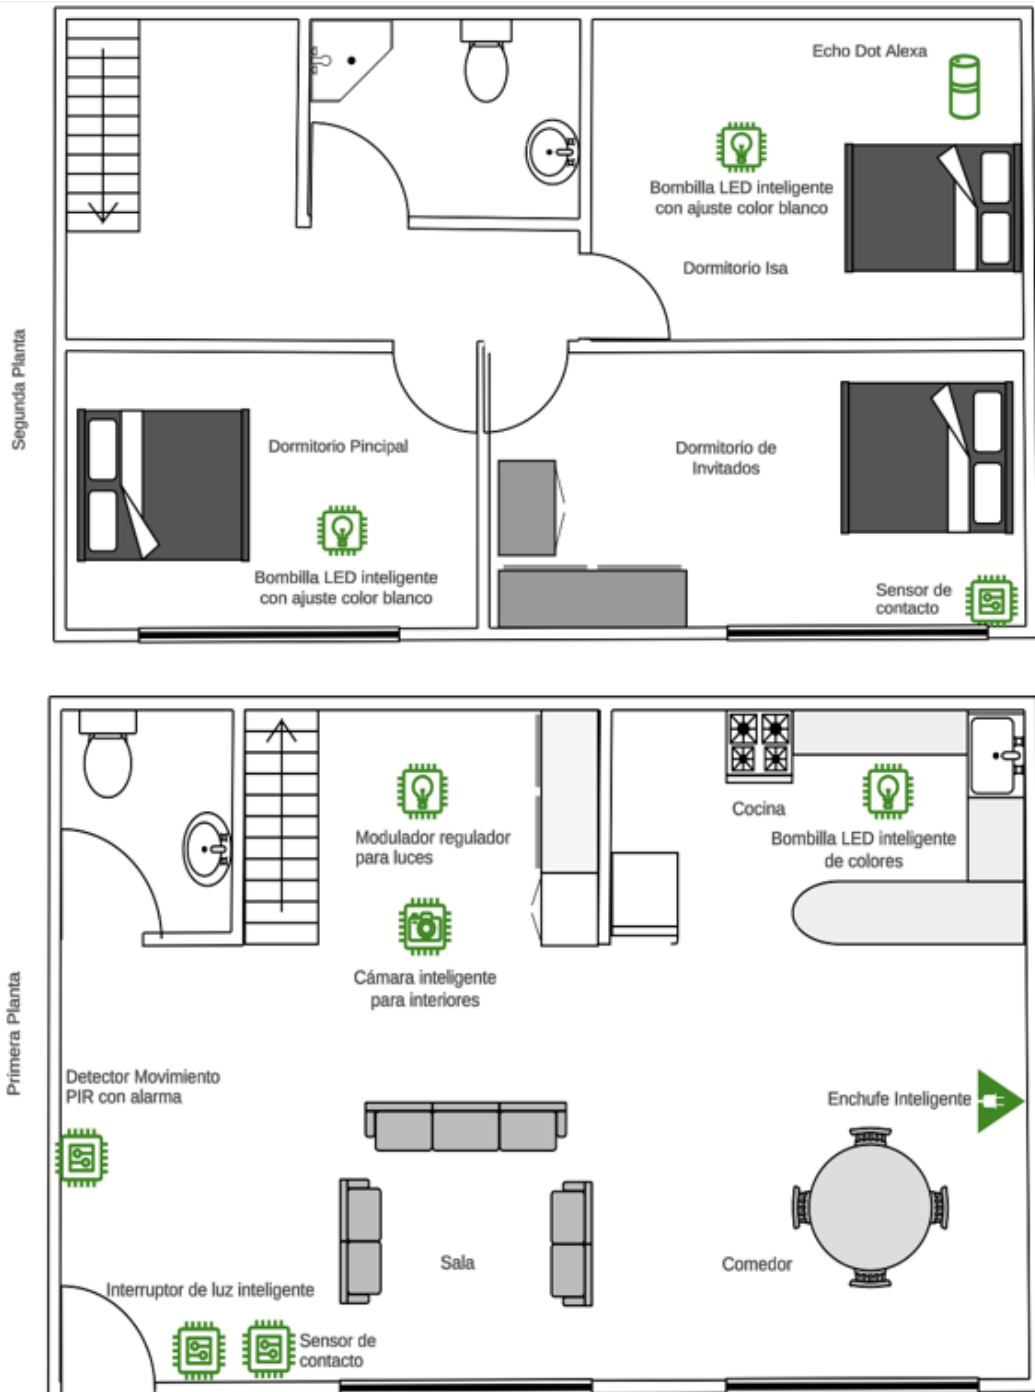 Segunda Planta
Echo Dot Alexa
Bombilla LED inteligente
con ajuste color blanco
Dormitorio Isa
Dormitorio Pincipal
Bombilla LED inteligente
con ajuste color blanco
Dormitorio de
Invitados
Sensor de
contacto
Primera Planta
Modulador regulador
para luces
Cámara inteligente
para interiores
Cocina
Bombilla LED inteligente
de colores
Detector Movimiento
PIR con alarma
Enchufe Inteligente
Sala
Comedor
Interruptor de luz inteligente
Sensor de
contacto